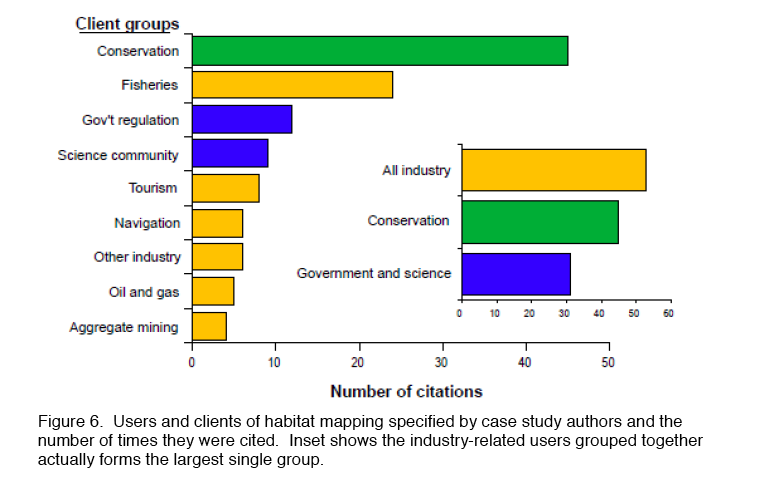 Client groups
Conservation
Fisheries
Gov't regulation
Science community
Tourism
Navigation
Other industry
Oil and gas
Aggregate mining
0 10 20 30 40 50
Number of citations
All industry
Conservation
Government and science
0 10 20 30 40 50 60
Figure 6.  Users and clients of habitat mapping specified by case study authors and the
number of times they were cited.  Inset shows the industry-related users grouped together
actually forms the largest single group.